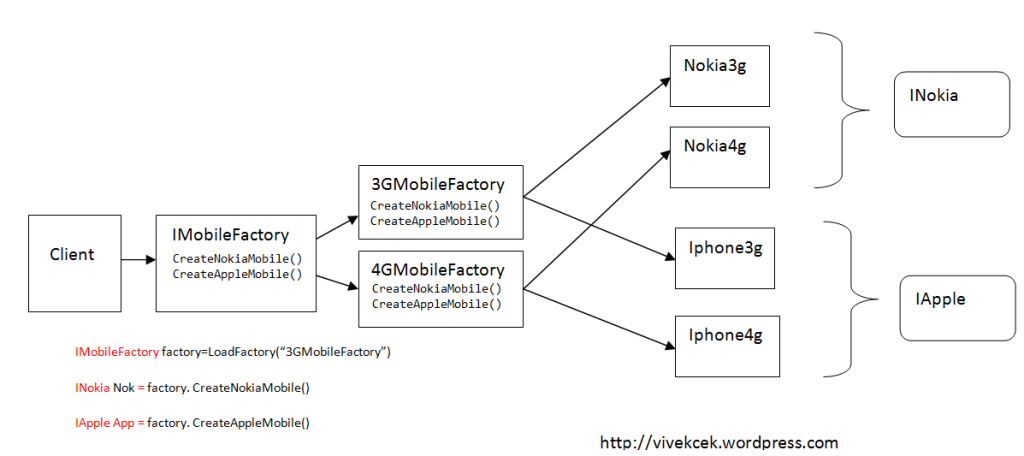 Nokia3g
INokia
Nokia4g
3GMobileFactory
CreateNokiaMobile()
CreateAppleMobile()
Client
IMobileFactory
CreateNokiaMobile()
CreateAppleMobile()
4GMobileFactory
CreateNokiaMobile()
CreateAppleMobile()
Iphone3g
IApple
Iphone4g
IMobileFactory factory=LoadFactory(“3GMobileFactory”)
INokia Nok = factory. CreateNokiaMobile()
IApple App = factory. CreateAppleMobile()
http://vivekcek.wordpress.com